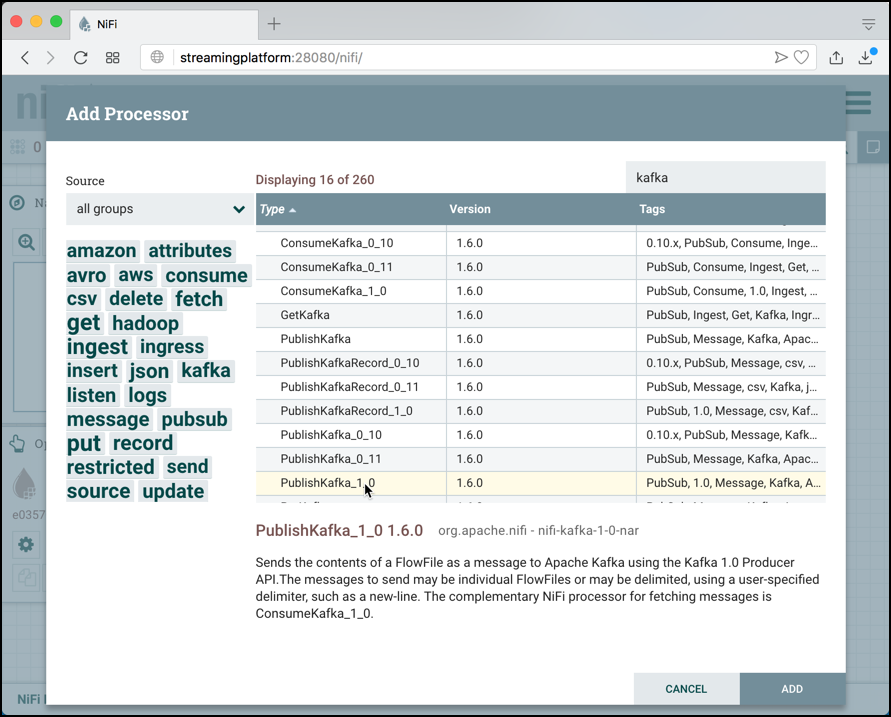 NiFi
streamingplatform:28080/nifi/
ni
Add Processor
0
Source
Displaying 16 of 260
kafka
all groups
Type
Version
Tags
amazon attributes
avro aws consume
csv delete fetch
get hadoop
ingest ingress
insert json kafka
listen logs
message pubsub
put record
restricted send
source update
ConsumeKafka_0_10 1.6.0 0.10.x, PubSub, Consume, Inge...
ConsumeKafka_0_11 1.6.0 PubSub, Consume, Ingest, Get, ...
ConsumeKafka_1_0 1.6.0 PubSub, Consume, 1.0, Ingest, ...
GetKafka 1.6.0 PubSub, Ingest, Get, Kafka, Ingr...
PublishKafka 1.6.0 PubSub, Message, Kafka, Apac...
PublishKafkaRecord_0_10 1.6.0 0.10.x, PubSub, Message, csv, ...
PublishKafkaRecord_0_11 1.6.0 PubSub, Message, csv, Kafka, j...
PublishKafkaRecord_1_0 1.6.0 PubSub, 1.0, Message, csv, Kaf...
PublishKafka_0_10 1.6.0 0.10.x, PubSub, Message, Kafk...
PublishKafka_0_11 1.6.0 PubSub, Message, Kafka, Apac...
PublishKafka_1_0 1.6.0 PubSub, 1.0, Message, Kafka, A...
PublishKafka_1_0 1.6.0 org.apache.nifi - nifi-kafka-1-0-nar
Sends the contents of a FlowFile as a message to Apache Kafka using the Kafka 1.0 Producer
API.The messages to send may be individual FlowFiles or may be delimited, using a user-specified
delimiter, such as a new-line. The complementary NiFi processor for fetching messages is
ConsumeKafka_1_0.
e0357
CANCEL
ADD
NiFi